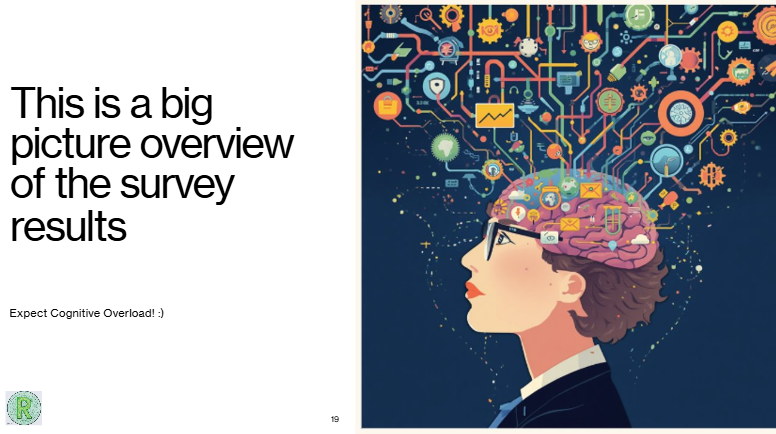 This is a big
picture overview
of the survey
results
Expect Cognitive Overload! :)
R
19